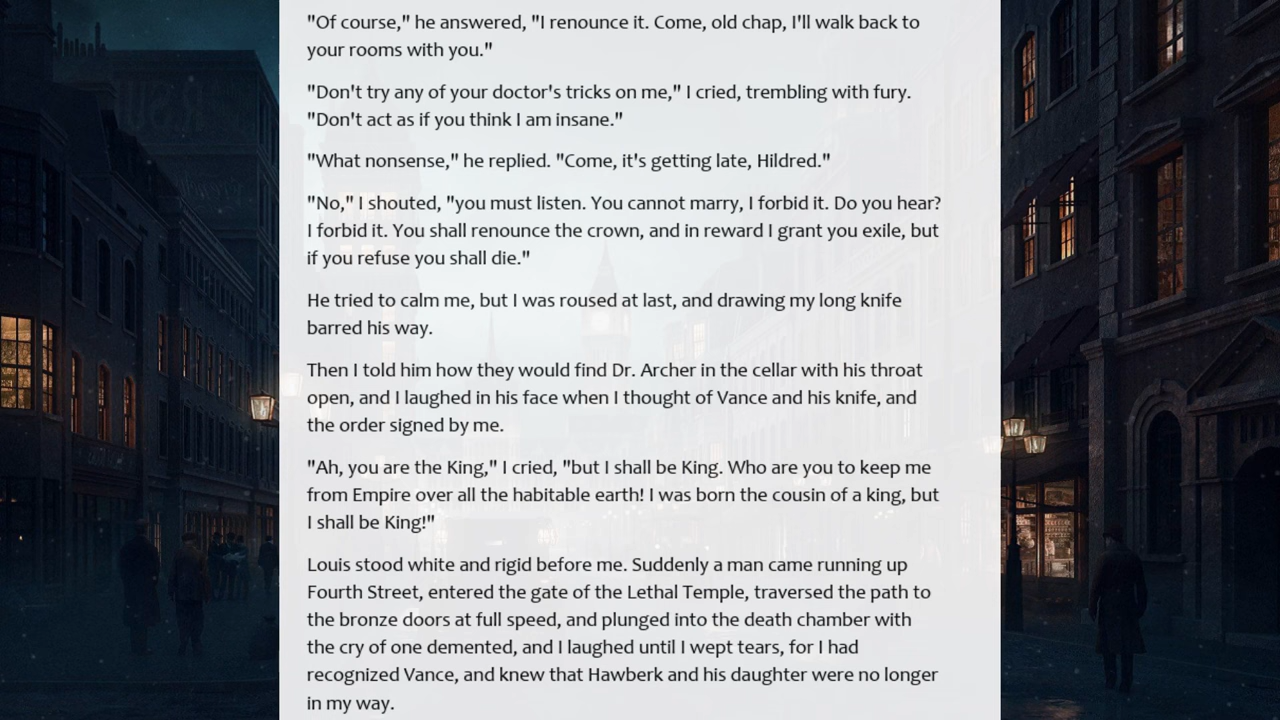 "Of course," he answered, "I renounce it. Come, old chap, I'll walk back to
your rooms with you."
"Don't try any of your doctor's tricks on me," I cried, trembling with fury.
"Don't act as if you think I am insane."
"What nonsense," he replied. "Come, it's getting late, Hildred."
"No," I shouted, "you must listen. You cannot marry, I forbid it. Do you hear?
I forbid it. You shall renounce the crown, and in reward I grant you exile, but
if you refuse you shall die."
He tried to calm me, but I was roused at last, and drawing my long knife
barred his way.
Then I told him how they would find Dr. Archer in the cellar with his throat
open, and I laughed in his face when I thought of Vance and his knife, and
the order signed by me.
"Ah, you are the King," I cried, "but I shall be King. Who are you to keep me
from Empire over all the habitable earth! I was born the cousin of a king, but
I shall be King!"
Louis stood white and rigid before me. Suddenly a man came running up
Fourth Street, entered the gate of the Lethal Temple, traversed the path to
the bronze doors at full speed, and plunged into the death chamber with
the cry of one demented, and I laughed until I wept tears, for I had
recognized Vance, and knew that Hawberk and his daughter were no longer
in my way.